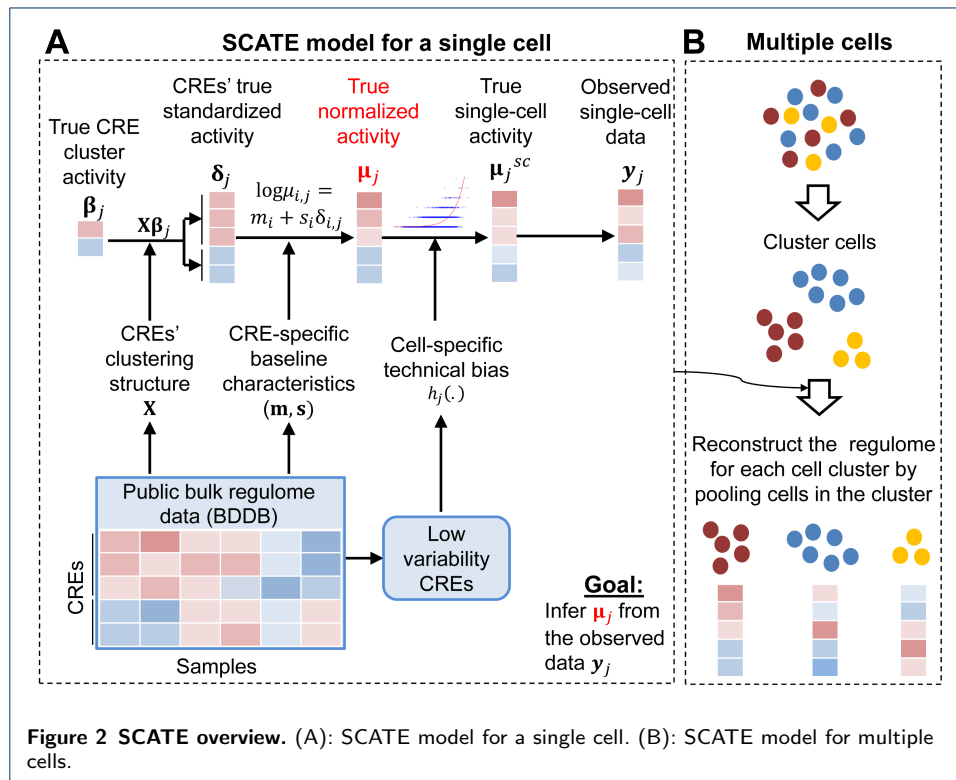 A
SCATE model for a single cell
True CRE
cluster
activity
𝛃ⱼ
CREs' true
standardized
activity
𝛅ⱼ
True
normalized
activity
𝛍ⱼ
True
single-cell
activity
𝛍ⱼˢᶜ
Observed
single-cell
data
𝒚ⱼ
𝐗𝛃ⱼ
logμᵢ,ⱼ =
mᵢ + sᵢδᵢ,ⱼ
CREs'
clustering
structure
𝐗
CRE-specific
baseline
characteristics
(𝐦, 𝐬)
Cell-specific
technical bias
hⱼ(.)
Public bulk regulome
data (BDDB)
CREs
Samples
Low
variability
CREs
Goal:
Infer 𝛍ⱼ from
the observed
data 𝒚ⱼ
B
Multiple cells
Cluster cells
Reconstruct the regulome
for each cell cluster by
pooling cells in the cluster
Figure 2 SCATE overview. (A): SCATE model for a single cell. (B): SCATE model for multiple
cells.